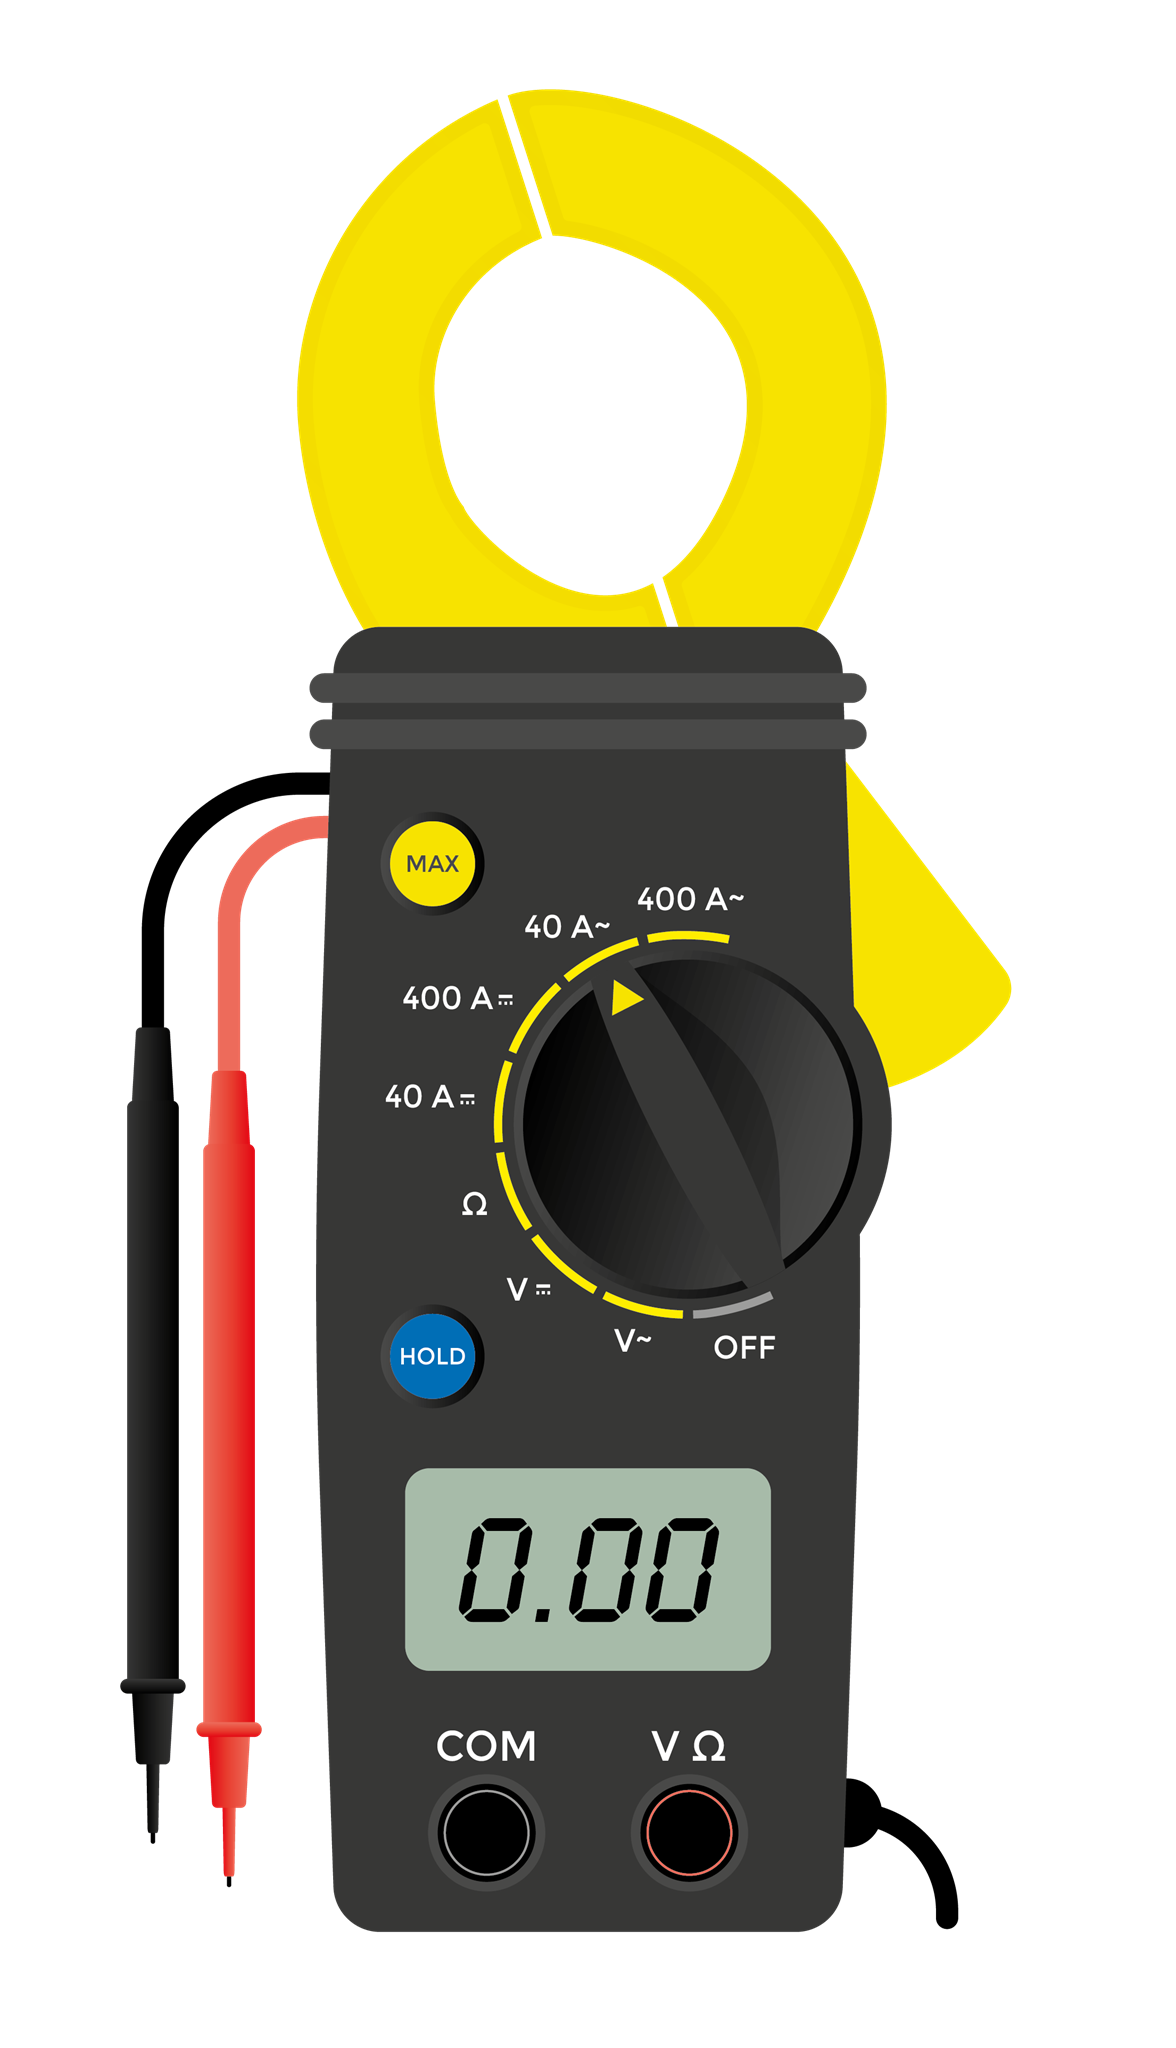 MAX
400 A~
40 A~
400 A⎓
40 A⎓
Ω
V⎓
V~
OFF
HOLD
0.00
COM
V Ω